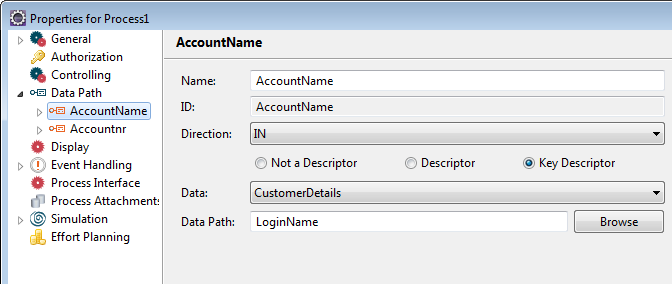 Properties for Process1
General
Authorization
Controlling
Data Path
AccountName
Accountnr
Display
Event Handling
Process Interface
Process Attachments
Simulation
Effort Planning
AccountName
Name: AccountName
ID: AccountName
Direction: IN
Not a Descriptor Descriptor Key Descriptor
Data: CustomerDetails
Data Path: LoginName Browse